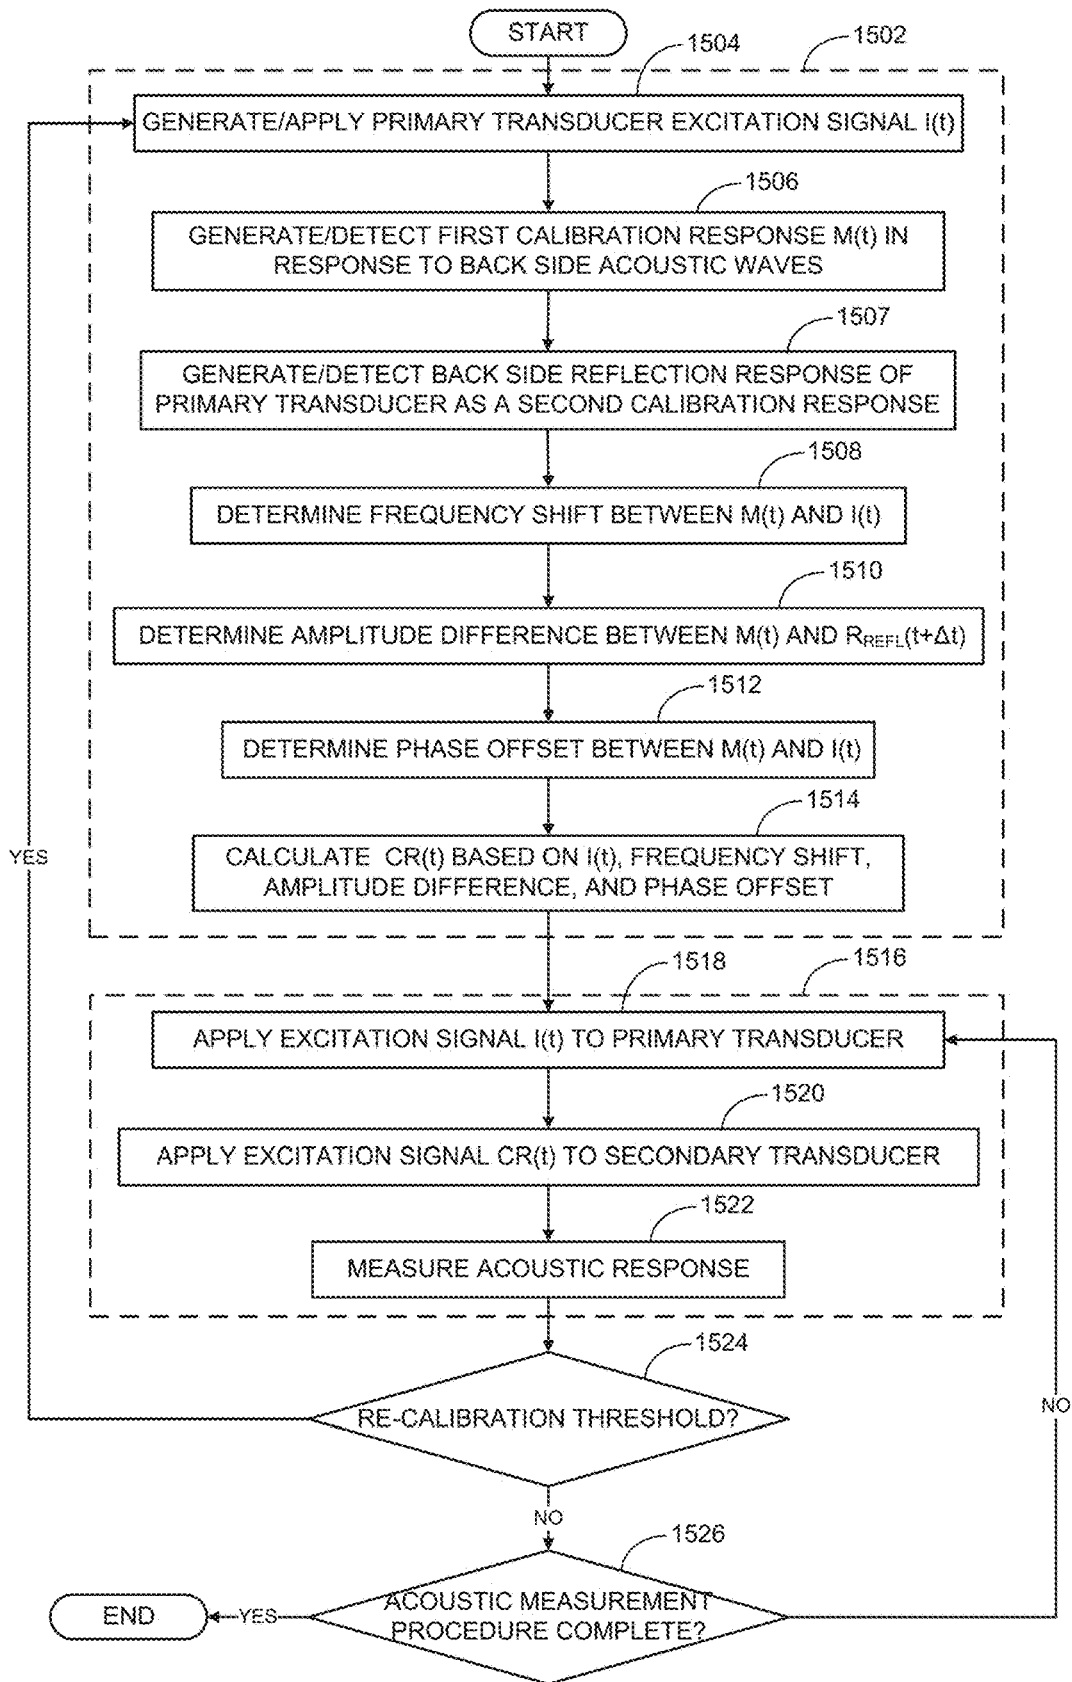 START
1504
1502
GENERATE/APPLY PRIMARY TRANSDUCER EXCITATION SIGNAL I(t)
1506
GENERATE/DETECT FIRST CALIBRATION RESPONSE M(t) IN
RESPONSE TO BACK SIDE ACOUSTIC WAVES
1507
GENERATE/DETECT BACK SIDE REFLECTION RESPONSE OF
PRIMARY TRANSDUCER AS A SECOND CALIBRATION RESPONSE
1508
DETERMINE FREQUENCY SHIFT BETWEEN M(t) AND I(t)
1510
DETERMINE AMPLITUDE DIFFERENCE BETWEEN M(t) AND RREFL(t+Δt)
1512
DETERMINE PHASE OFFSET BETWEEN M(t) AND I(t)
1514
CALCULATE CR(t) BASED ON I(t), FREQUENCY SHIFT,
AMPLITUDE DIFFERENCE, AND PHASE OFFSET
YES
1518
1516
APPLY EXCITATION SIGNAL I(t) TO PRIMARY TRANSDUCER
1520
APPLY EXCITATION SIGNAL CR(t) TO SECONDARY TRANSDUCER
1522
MEASURE ACOUSTIC RESPONSE
1524
RE-CALIBRATION THRESHOLD?
NO
NO
1526
ACOUSTIC MEASUREMENT
PROCEDURE COMPLETE?
YES
END